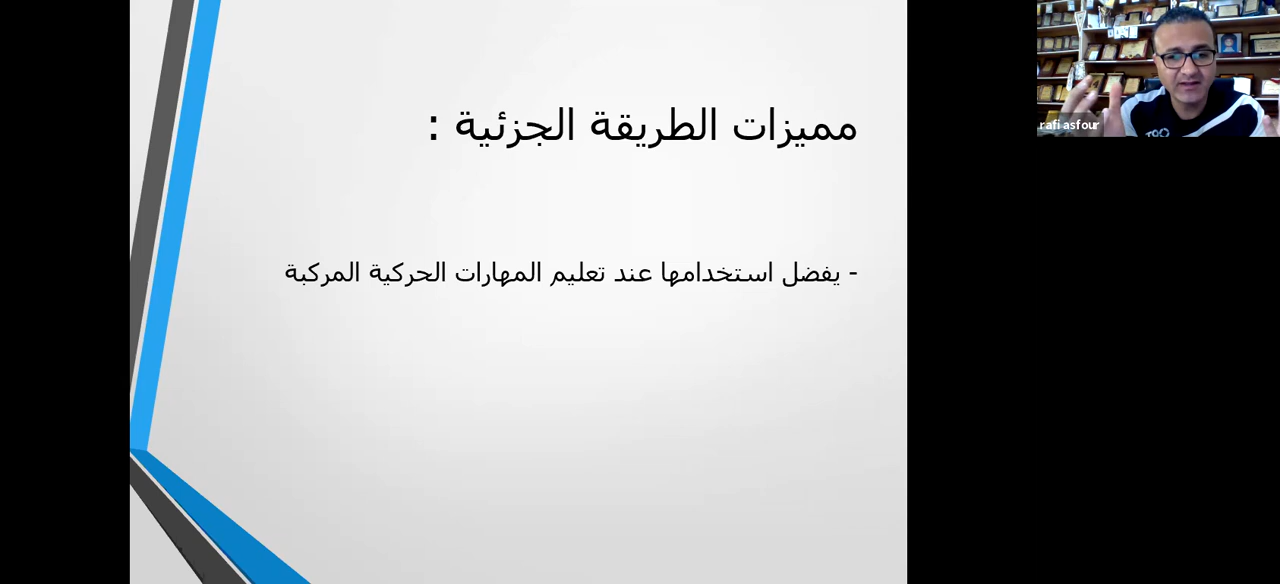 مميزات الطريقة الجزئية :
- يفضل استخدامها عند تعليم المهارات الحركية المركبة
rafi asfour